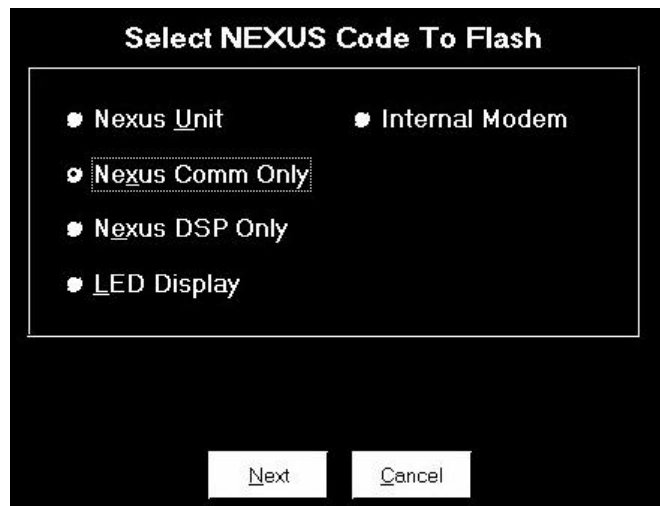 Select NEXUS Code To Flash
Nexus Unit
Internal Modem
Nexus Comm Only
Nexus DSP Only
LED Display
Next
Cancel